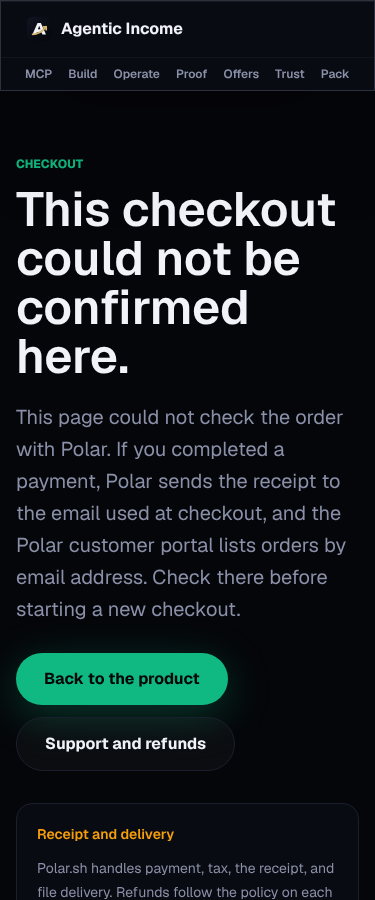 Agentic Income
MCP Build Operate Proof Offers Trust Pack
CHECKOUT
This checkout
could not be
confirmed
here.
This page could not check the order
with Polar. If you completed a
payment, Polar sends the receipt to
the email used at checkout, and the
Polar customer portal lists orders by
email address. Check there before
starting a new checkout.
Back to the product
Support and refunds
Receipt and delivery
Polar.sh handles payment, tax, the receipt, and
file delivery. Refunds follow the policy on each